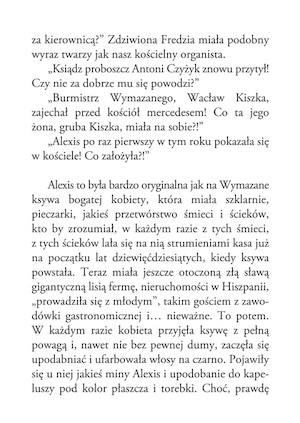 za kierownicą?” Zdziwiona Fredzia miała podobny
wyraz twarzy jak nasz kościelny organista.
„Ksiądz proboszcz Antoni Czyżyk znowu przytył!
Czy nie za dobrze mu się powodzi?”
„Burmistrz Wymazanego, Wacław Kiszka,
zajechał przed kościół mercedesem! Co ta jego
żona, gruba Kiszka, miała na sobie?!”
„Alexis po raz pierwszy w tym roku pokazała się
w kościele! Co założyła?!”
Alexis to była bardzo oryginalna jak na Wymazane
ksywa bogatej kobiety, która miała szklarnie,
pieczarki, jakieś przetwórstwo śmieci i ścieków,
kto by zrozumiał, w każdym razie z tych śmieci,
z tych ścieków lała się na nią strumieniami kasa już
na początku lat dziewięćdziesiątych, kiedy ksywa
powstała. Teraz miała jeszcze otoczoną złą sławą
gigantyczną lisią fermę, nieruchomości w Hiszpanii,
„prowadziła się z młodym”, takim gościem z zawo-
dówki gastronomicznej i… nieważne. To potem.
W każdym razie kobieta przyjęła ksywę z pełną
powagą i, nawet nie bez pewnej dumy, zaczęła się
upodabniać i ufarbowała włosy na czarno. Pojawiły
się u niej jakieś miny Alexis i upodobanie do kape-
luszy pod kolor płaszcza i torebki. Choć, prawdę